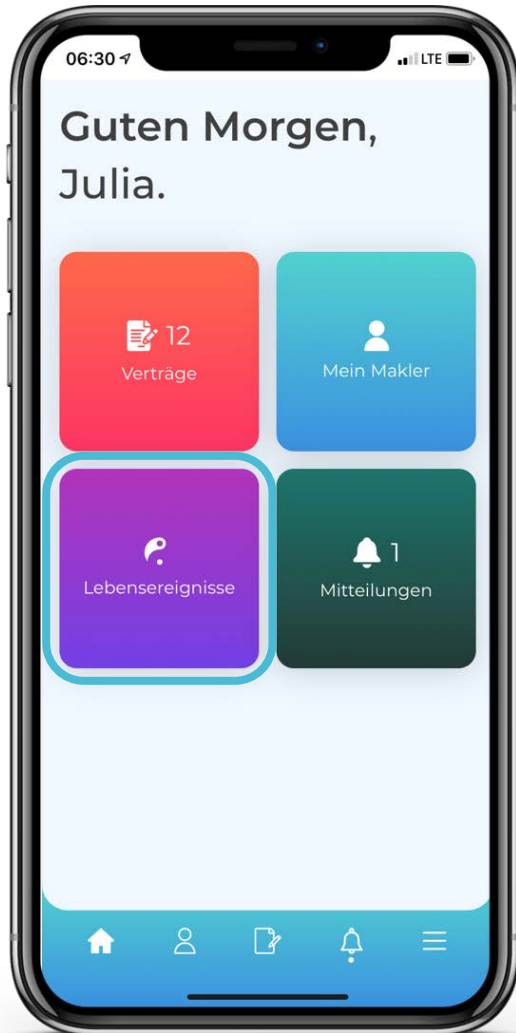 06:30
LTE
Guten Morgen,
Julia.
12
Verträge
Mein Makler
Lebensereignisse
1
Mitteilungen